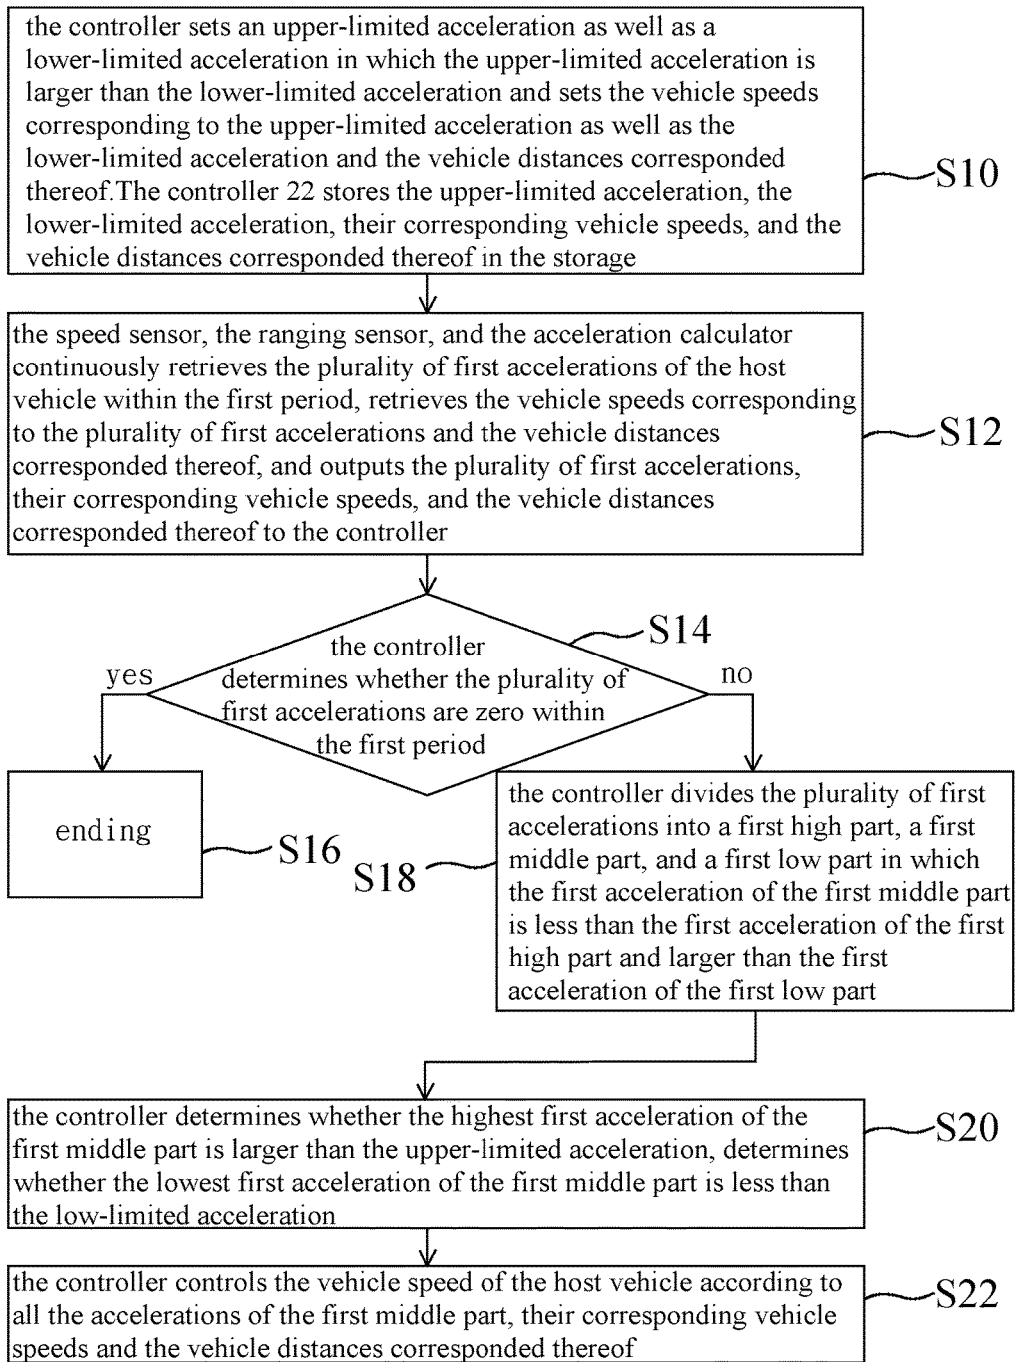 the controller sets an upper-limited acceleration as well as a
lower-limited acceleration in which the upper-limited acceleration is
larger than the lower-limited acceleration and sets the vehicle speeds
corresponding to the upper-limited acceleration as well as the
lower-limited acceleration and the vehicle distances corresponded
thereof.The controller 22 stores the upper-limited acceleration, the
lower-limited acceleration, their corresponding vehicle speeds, and the
vehicle distances corresponded thereof in the storage
S10
the speed sensor, the ranging sensor, and the acceleration calculator
continuously retrieves the plurality of first accelerations of the host
vehicle within the first period, retrieves the vehicle speeds corresponding
to the plurality of first accelerations and the vehicle distances
corresponded thereof, and outputs the plurality of first accelerations,
their corresponding vehicle speeds, and the vehicle distances
corresponded thereof to the controller
S12
the controller
determines whether the plurality of
first accelerations are zero within
the first period
S14
yes
no
ending
S16
the controller divides the plurality of first
accelerations into a first high part, a first
middle part, and a first low part in which
the first acceleration of the first middle part
is less than the first acceleration of the first
high part and larger than the first
acceleration of the first low part
S18
the controller determines whether the highest first acceleration of the
first middle part is larger than the upper-limited acceleration, determines
whether the lowest first acceleration of the first middle part is less than
the low-limited acceleration
S20
the controller controls the vehicle speed of the host vehicle according to
all the accelerations of the first middle part, their corresponding vehicle
speeds and the vehicle distances corresponded thereof
S22